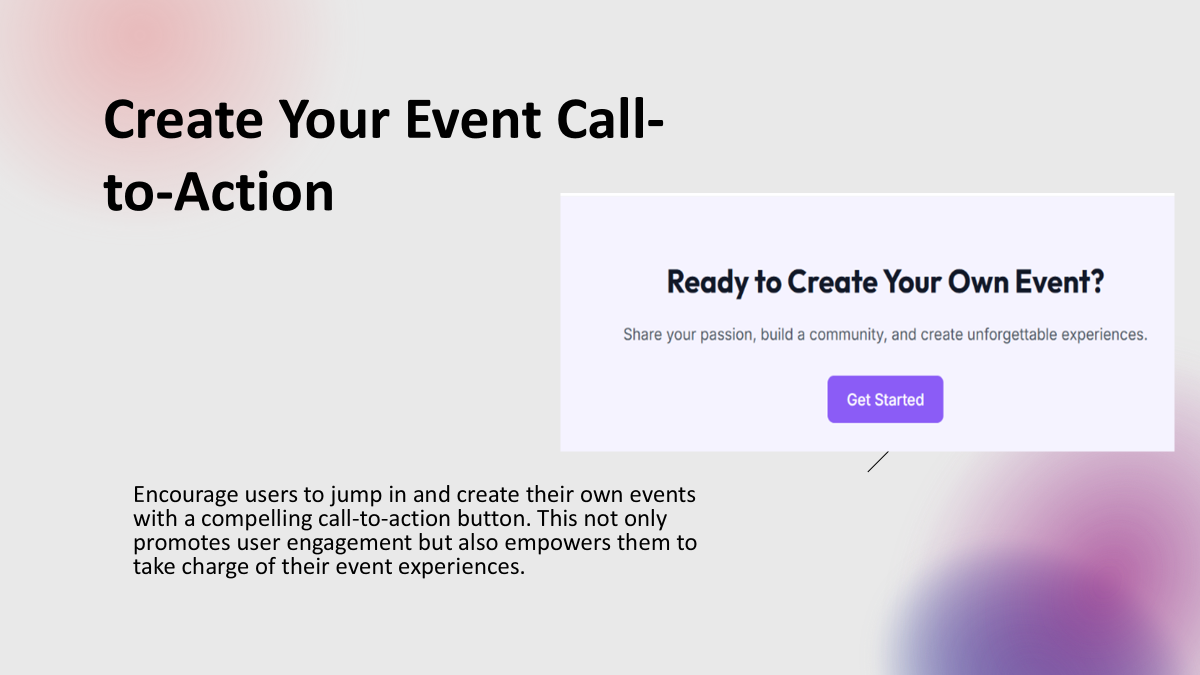 Create Your Event Call-
to-Action
Ready to Create Your Own Event?
Share your passion, build a community, and create unforgettable experiences.
Get Started
Encourage users to jump in and create their own events
with a compelling call-to-action button. This not only
promotes user engagement but also empowers them to
take charge of their event experiences.